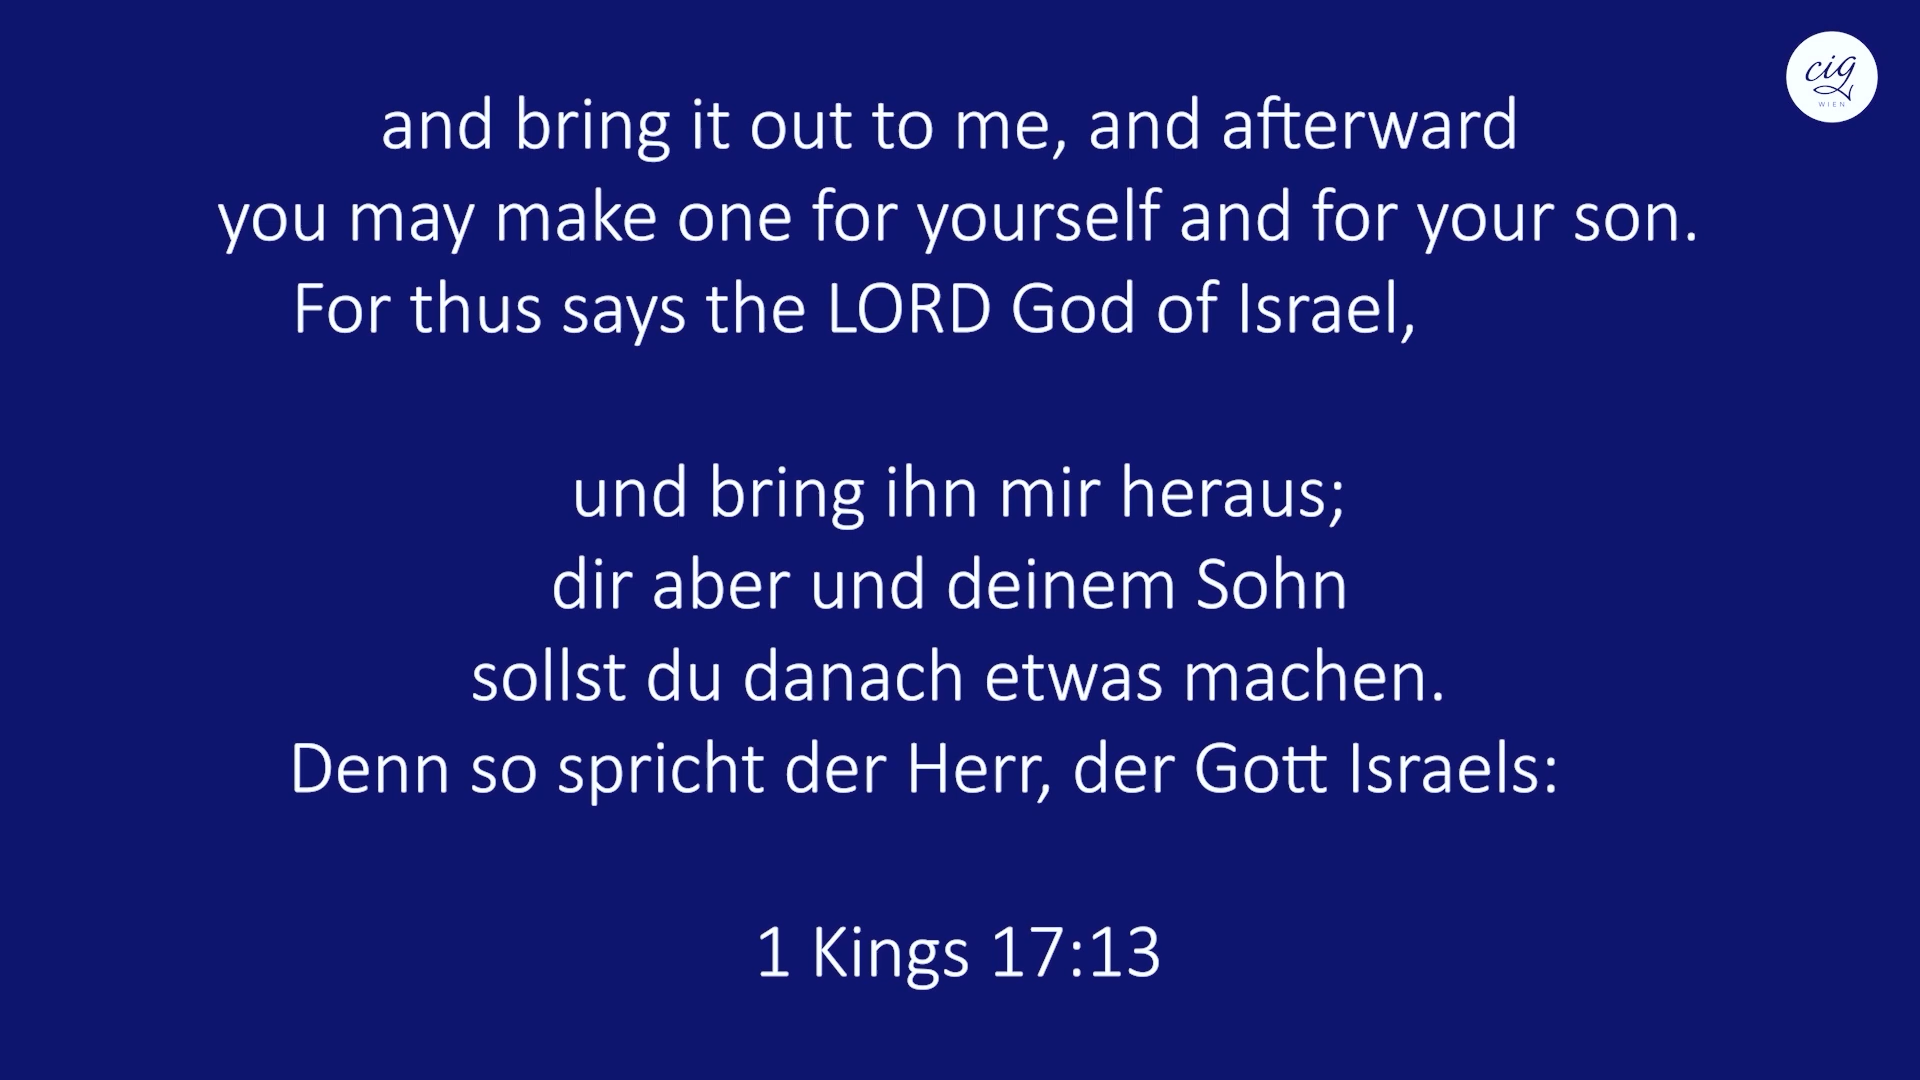 cig
WIEN
and bring it out to me, and afterward
you may make one for yourself and for your son.
For thus says the LORD God of Israel,
und bring ihn mir heraus;
dir aber und deinem Sohn
sollst du danach etwas machen.
Denn so spricht der Herr, der Gott Israels:
1 Kings 17:13